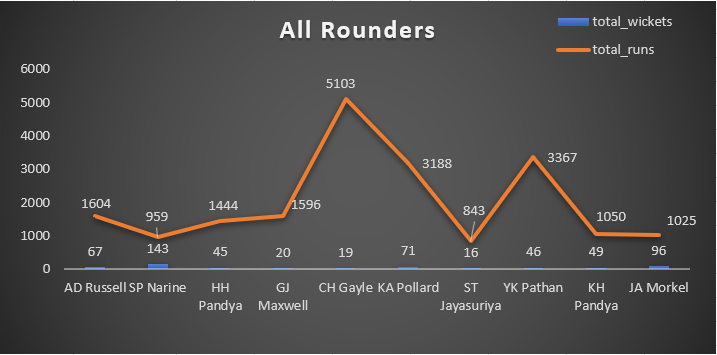 All Rounders
total_wickets
total_runs
6000
5000
4000
3000
2000
1000
0
1604
959
1444
1596
5103
3188
843
3367
1050
1025
67
143
45
20
19
71
16
46
49
96
AD Russell
SP Narine
HH
Pandya
GJ
Maxwell
CH Gayle
KA Pollard
ST
Jayasuriya
YK Pathan
KH
Pandya
JA Morkel